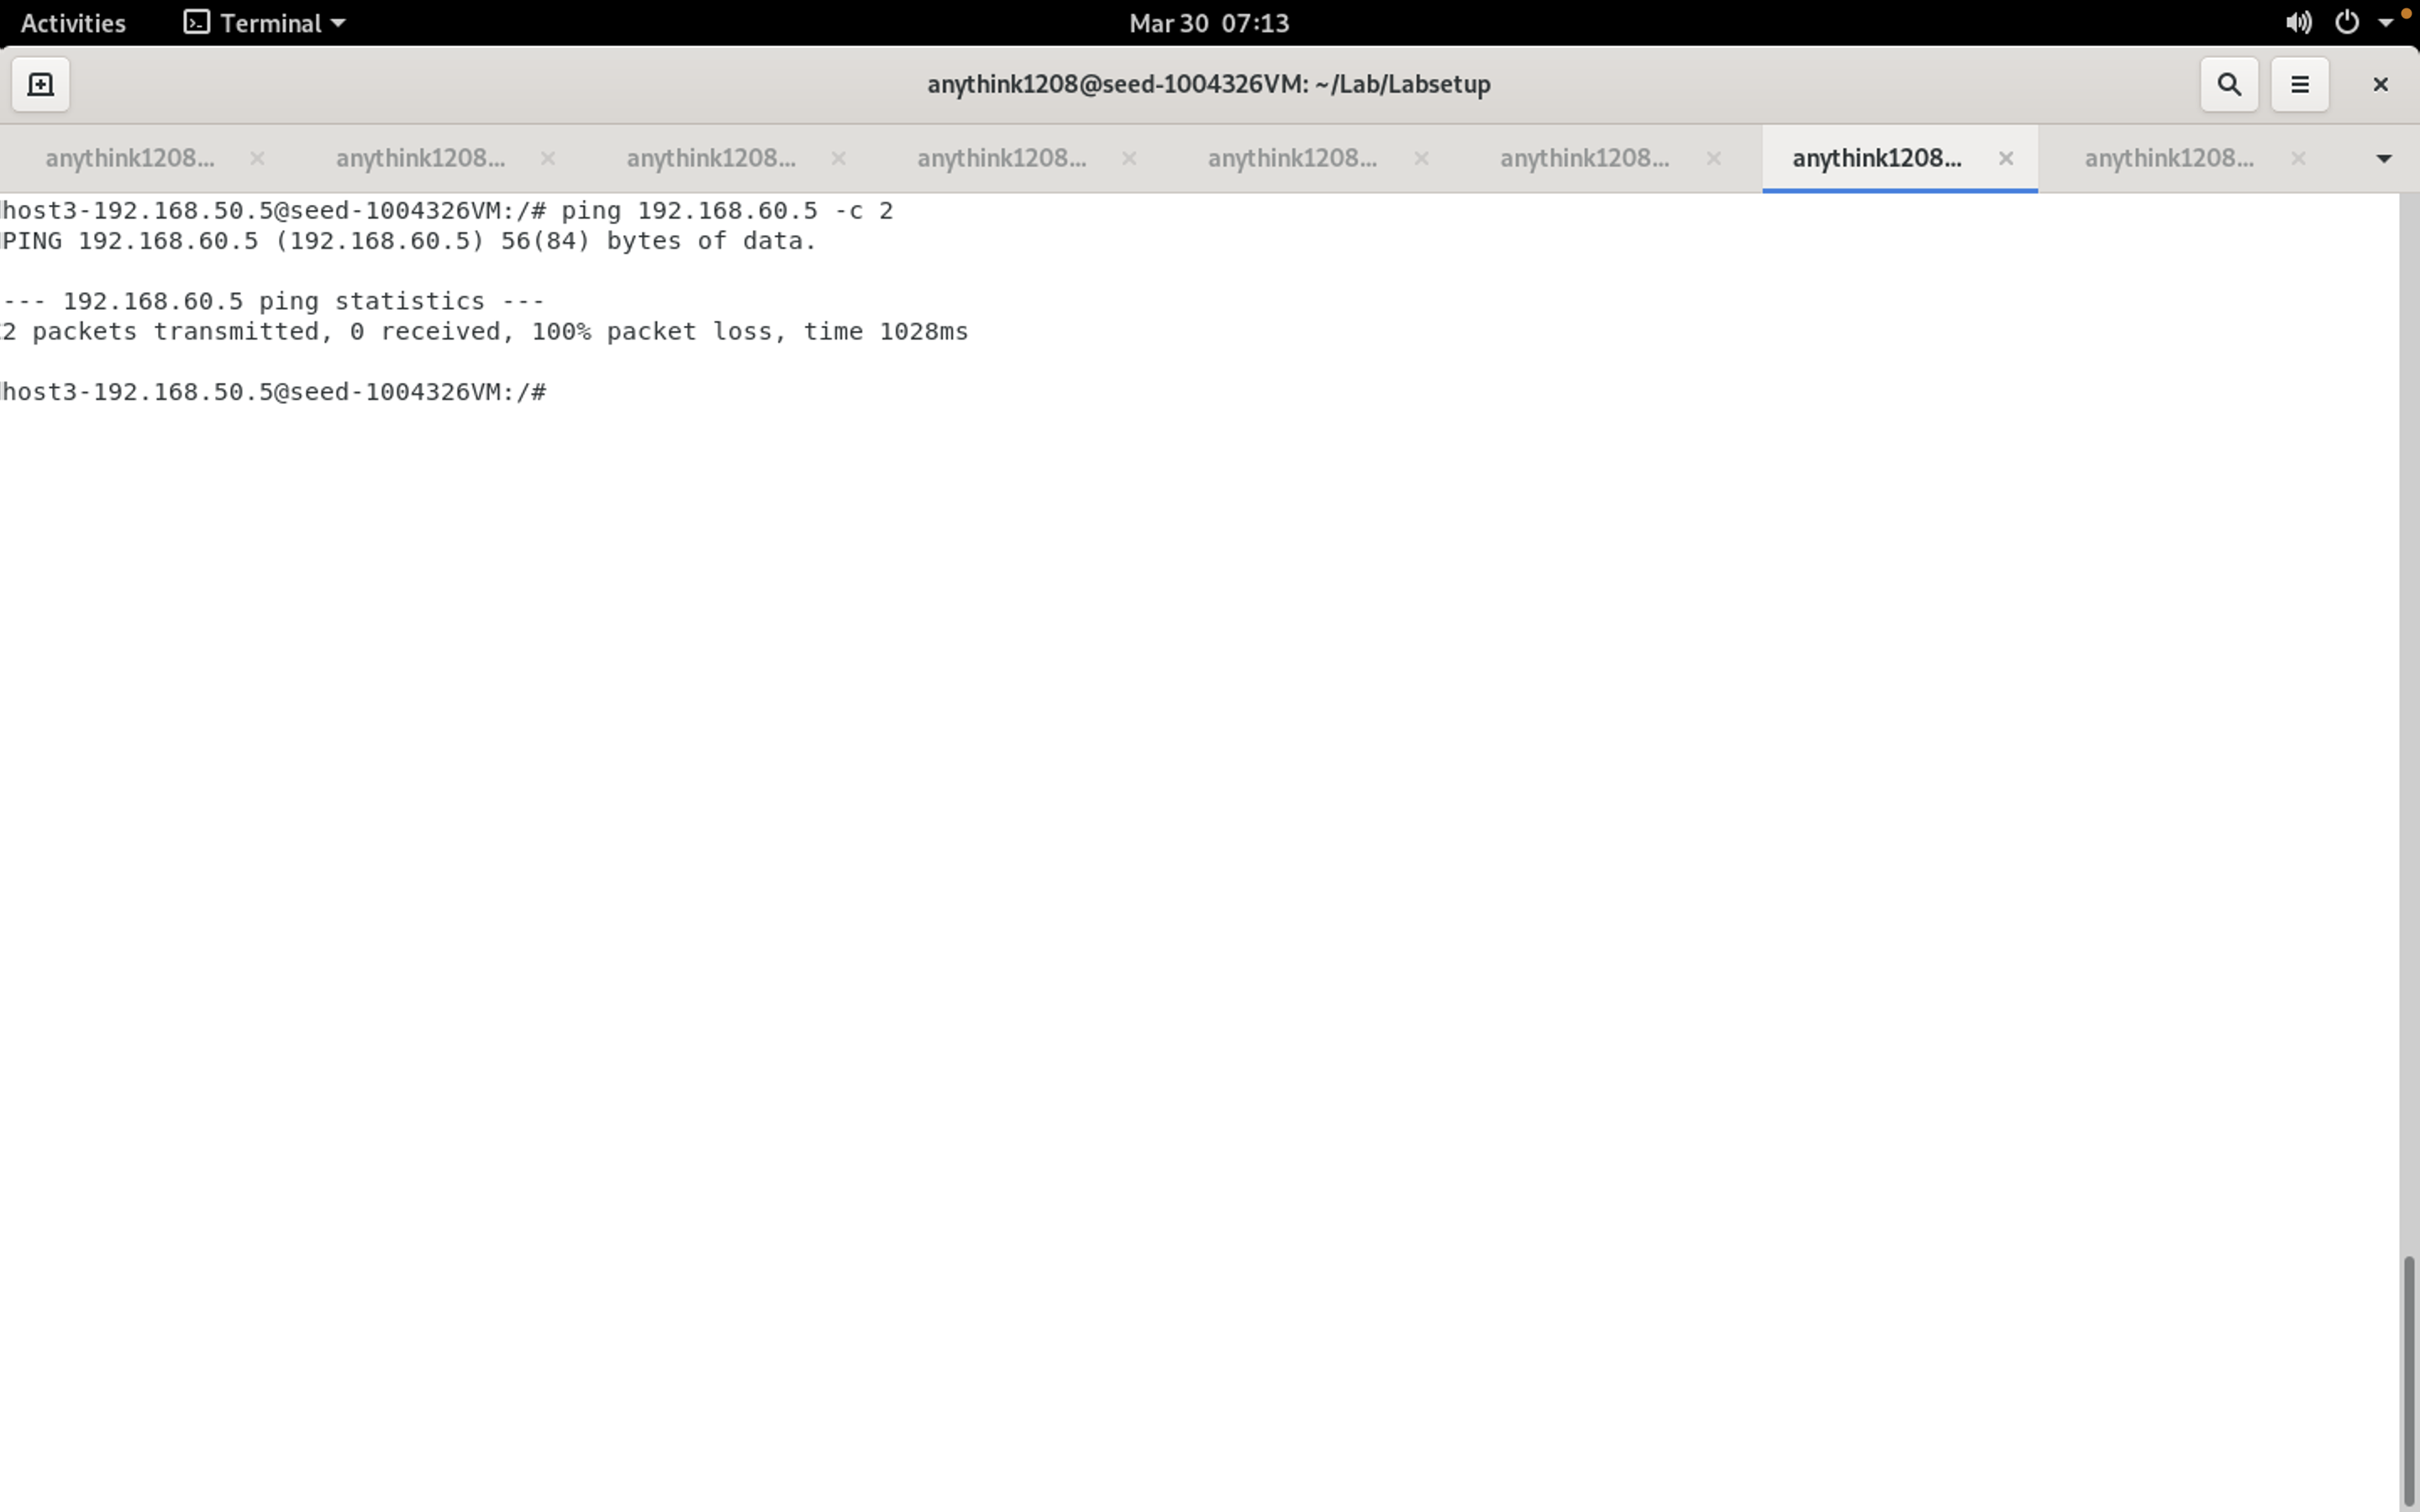 Activities Terminal Mar 30 07:13
anythink1208@seed-1004326VM: ~/Lab/Labsetup
anythink1208... anythink1208... anythink1208... anythink1208... anythink1208... anythink1208... anythink1208... anythink1208...
host3-192.168.50.5@seed-1004326VM:/# ping 192.168.60.5 -c 2
PING 192.168.60.5 (192.168.60.5) 56(84) bytes of data.
--- 192.168.60.5 ping statistics ---
2 packets transmitted, 0 received, 100% packet loss, time 1028ms
host3-192.168.50.5@seed-1004326VM:/#